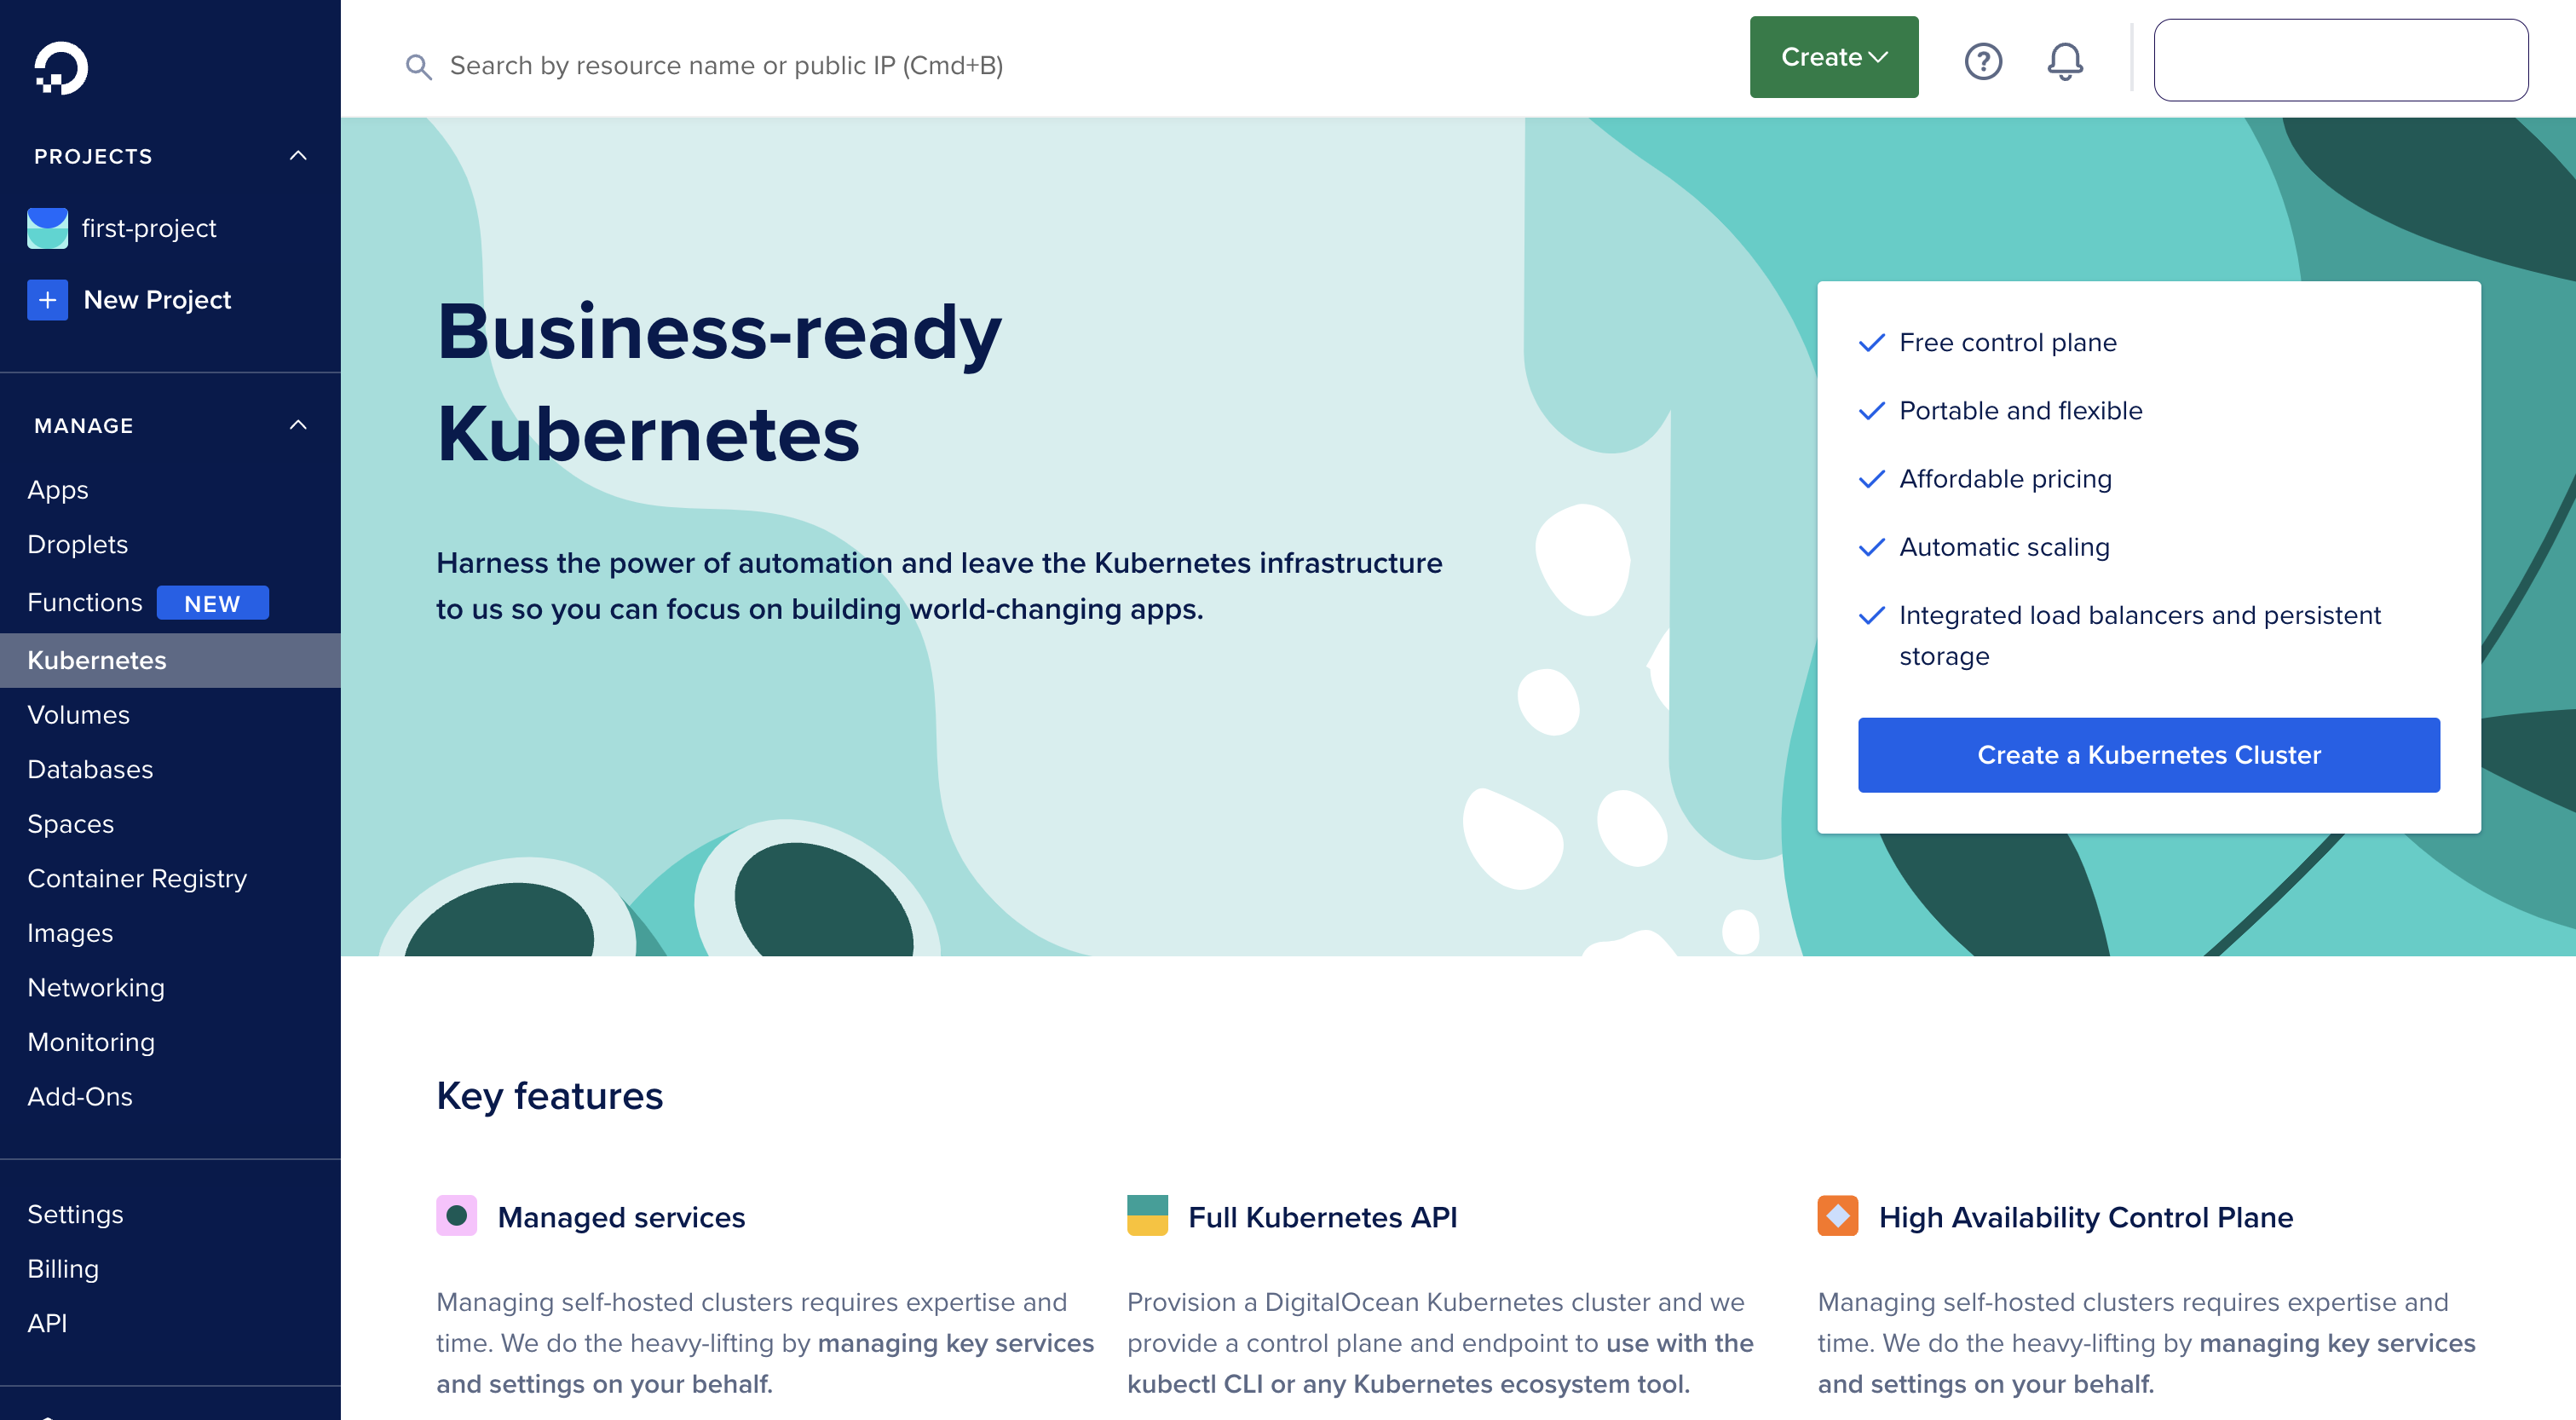 PROJECTS
first-project
New Project
MANAGE
Apps
Droplets
Functions NEW
Kubernetes
Volumes
Databases
Spaces
Container Registry
Images
Networking
Monitoring
Add-Ons
Settings
Billing
API
Search by resource name or public IP (Cmd+B)
Create
Business-ready
Kubernetes
Harness the power of automation and leave the Kubernetes infrastructure
to us so you can focus on building world-changing apps.
Free control plane
Portable and flexible
Affordable pricing
Automatic scaling
Integrated load balancers and persistent
storage
Create a Kubernetes Cluster
Key features
Managed services
Managing self-hosted clusters requires expertise and
time. We do the heavy-lifting by managing key services
and settings on your behalf.
Full Kubernetes API
Provision a DigitalOcean Kubernetes cluster and we
provide a control plane and endpoint to use with the
kubectl CLI or any Kubernetes ecosystem tool.
High Availability Control Plane
Managing self-hosted clusters requires expertise and
time. We do the heavy-lifting by managing key services
and settings on your behalf.